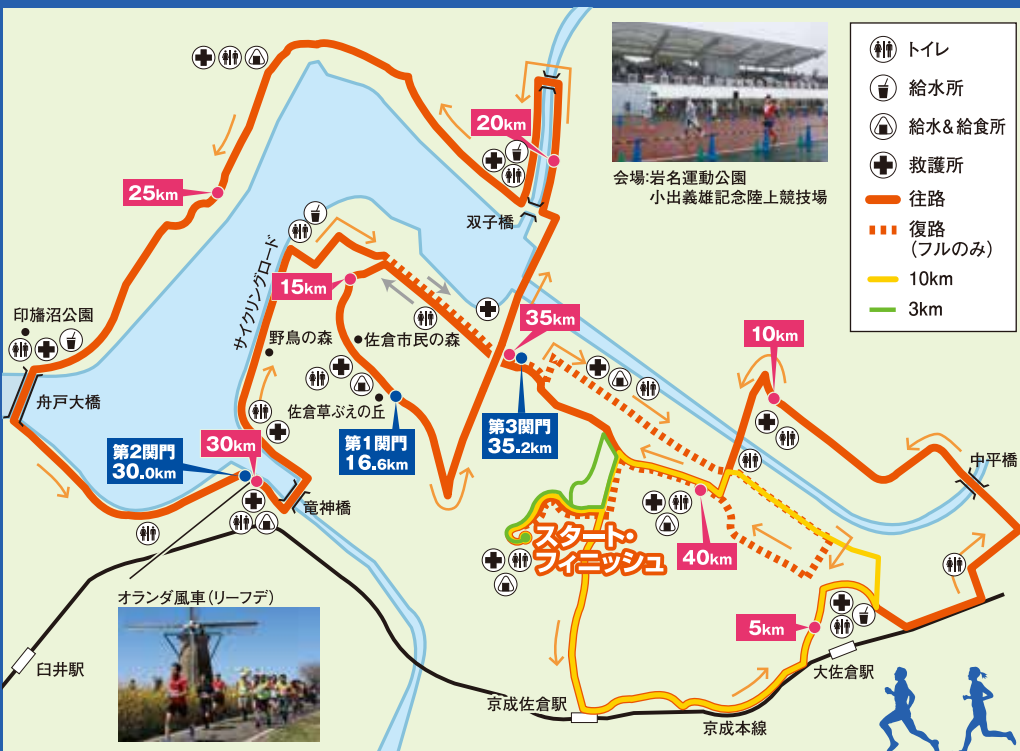 トイレ
給水所
給水&給食所
救護所
往路
復路
(フルのみ)
10km
3km
会場:岩名運動公園
小出義雄記念陸上競技場
20km
25km
双子橋
サイクリングロード
15km
35km
10km
印旛沼公園
野鳥の森
佐倉市民の森
舟戸大橋
佐倉草ぶえの丘
第1関門
16.6km
第3関門
35.2km
第2関門
30.0km
30km
中平橋
竜神橋
スタート・
フィニッシュ
40km
オランダ風車(リーフデ)
5km
臼井駅
大佐倉駅
京成佐倉駅
京成本線